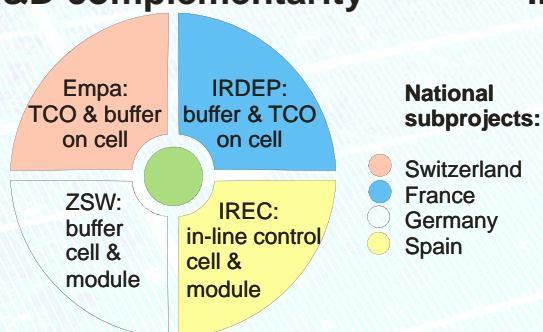 complementarity
Empa:
TCO & buffer
on cell
IRDEP:
buffer & TCO
on cell
ZSW:
buffer
cell &
module
IREC:
in-line control
cell &
module
National
subprojects:
Switzerland
France
Germany
Spain